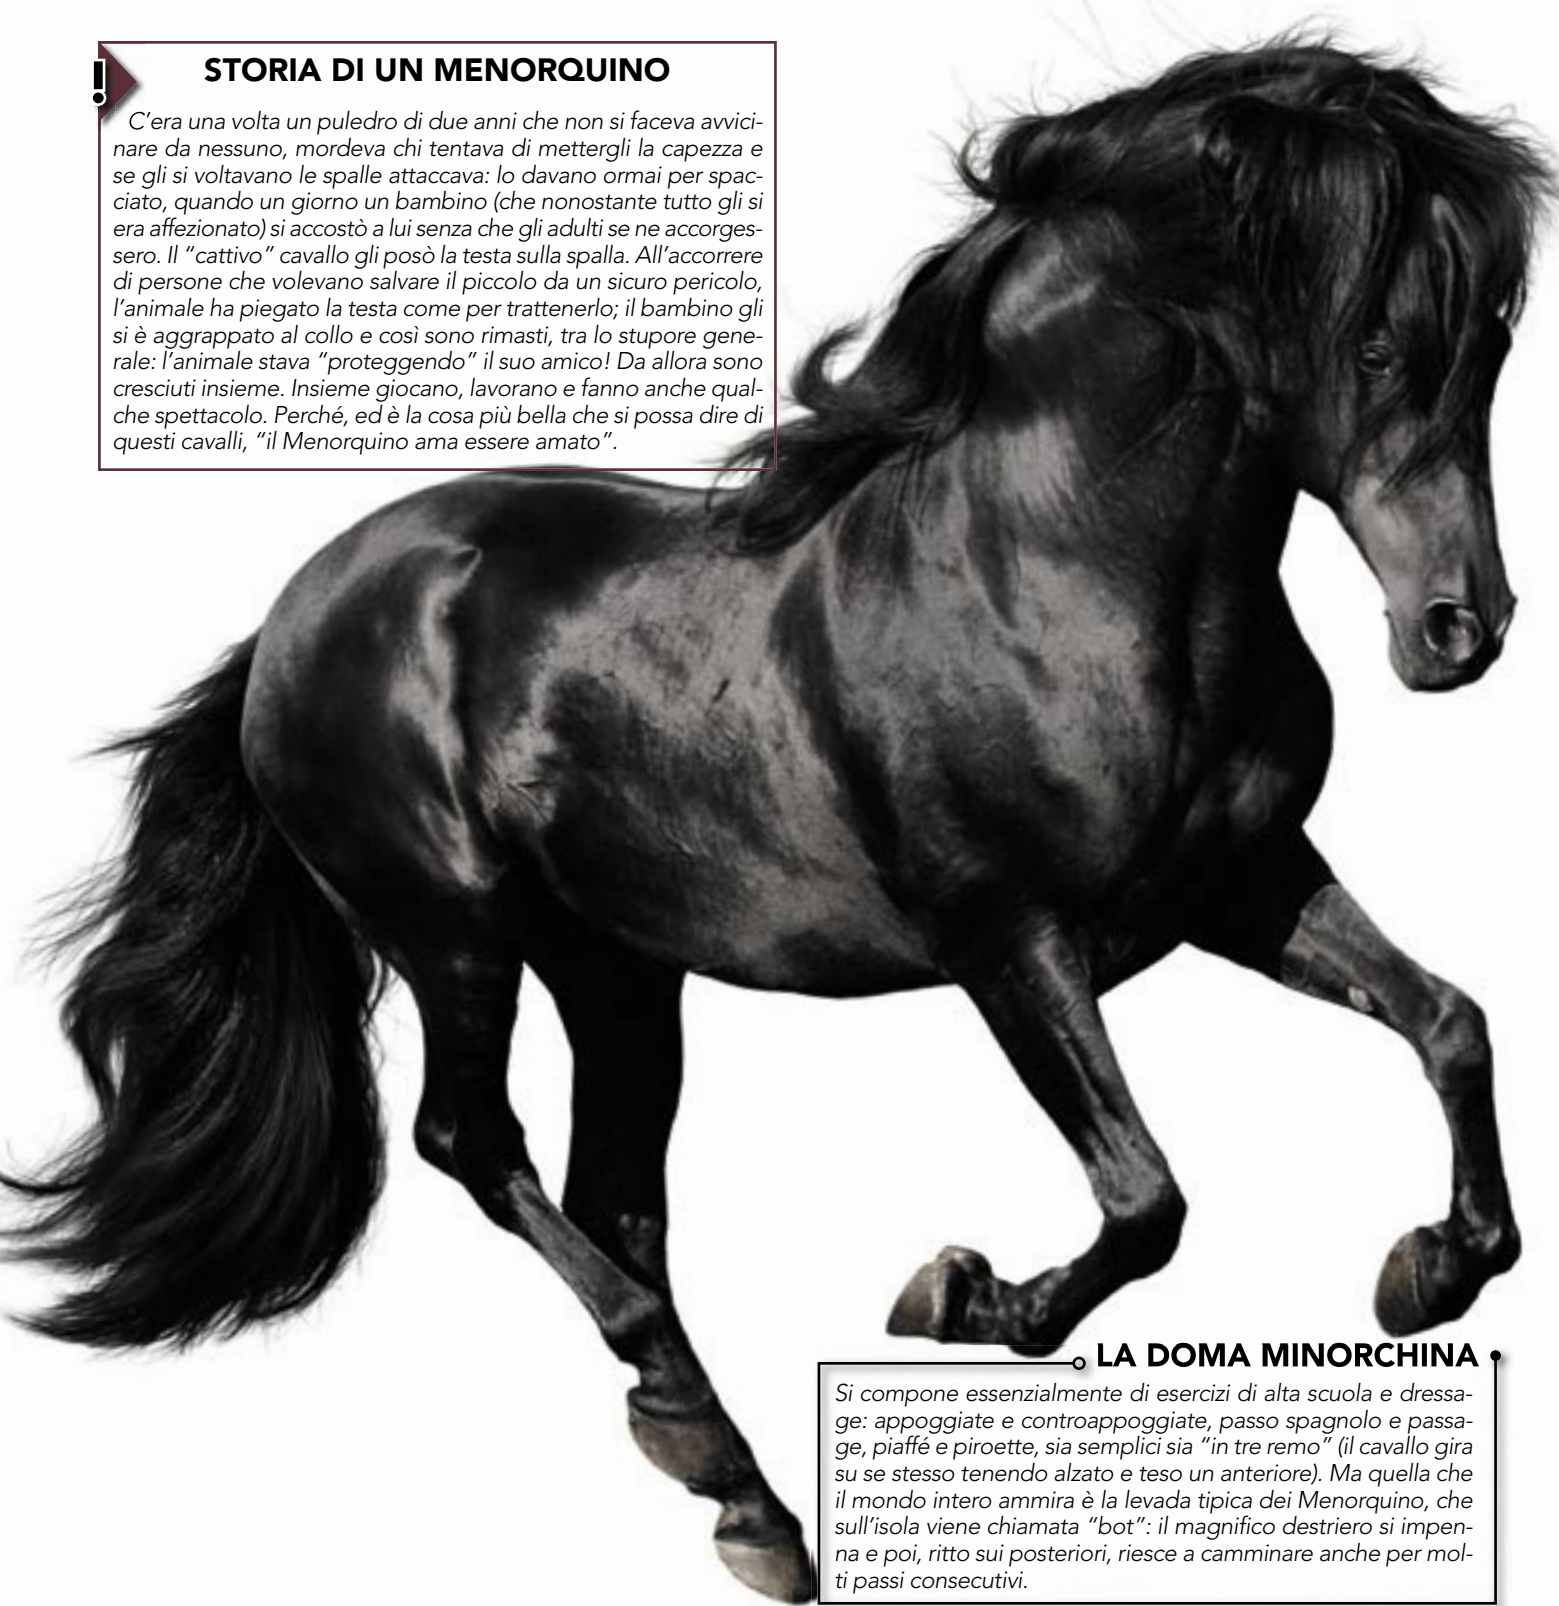 STORIA DI UN MENORQUINO
C'era una volta un puledro di due anni che non si faceva avvici-
nare da nessuno, mordeva chi tentava di mettergli la capezza e
se gli si voltavano le spalle attaccava: lo davano ormai per spac-
ciato, quando un giorno un bambino (che nonostante tutto gli si
era affezionato) si accostò a lui senza che gli adulti se ne accorges-
sero. Il "cattivo" cavallo gli posò la testa sulla spalla. All'accorrere
di persone che volevano salvare il piccolo da un sicuro pericolo,
l'animale ha piegato la testa come per trattenerlo; il bambino gli
si è aggrappato al collo e così sono rimasti, tra lo stupore gene-
rale: l'animale stava "proteggendo" il suo amico! Da allora sono
cresciuti insieme. Insieme giocano, lavorano e fanno anche qual-
che spettacolo. Perché, ed è la cosa più bella che si possa dire di
questi cavalli, "il Menorquino ama essere amato".
LA DOMA MINORCHINA
Si compone essenzialmente di esercizi di alta scuola e dressa-
ge: appoggiate e controappoggiate, passo spagnolo e passa-
ge, piaffé e piroette, sia semplici sia "in tre remo" (il cavallo gira
su se stesso tenendo alzato e teso un anteriore). Ma quella che
il mondo intero ammira è la levada tipica dei Menorquino, che
sull'isola viene chiamata "bot": il magnifico destriero si impen-
na e poi, ritto sui posteriori, riesce a camminare anche per mol-
ti passi consecutivi.